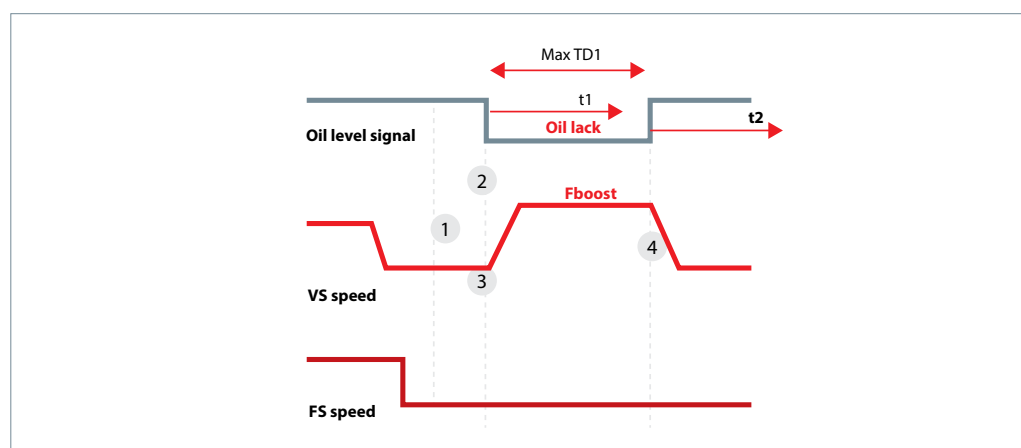 Max TD1
t1
t2
Oil lack
Oil level signal
2
Fboost
1
4
3
VS speed
FS speed